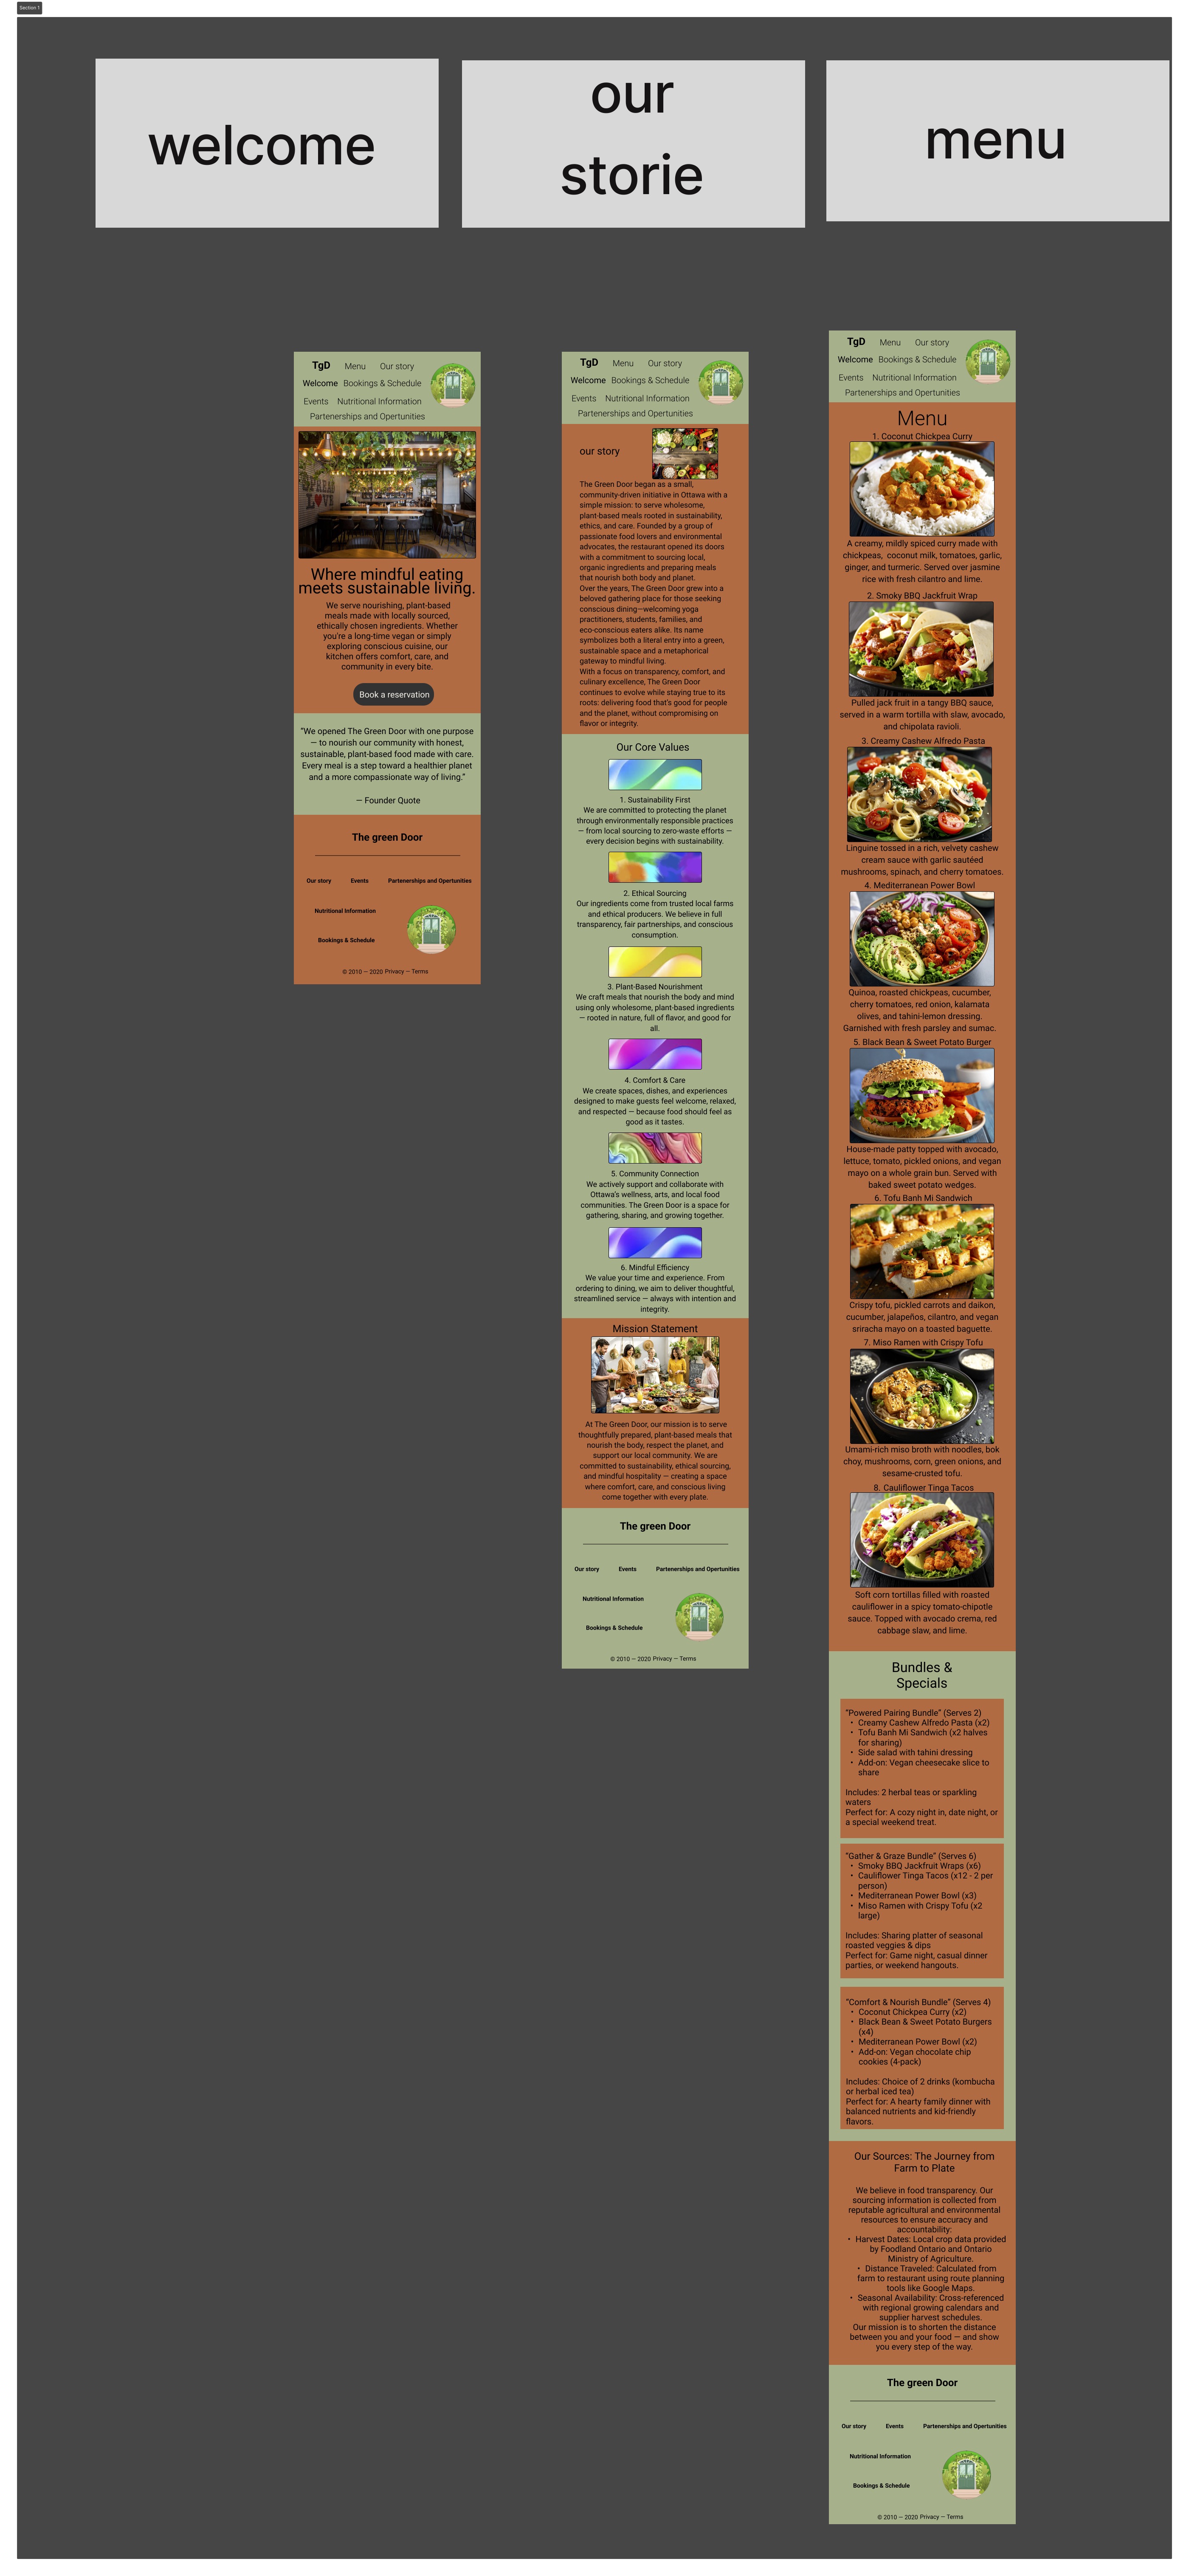 Section 1
welcome
our
storie
menu
TgD Menu Our story
Welcome Bookings & Schedule
Events Nutritional Information
Partenerships and Opertunities
Where mindful eating
meets sustainable living.
We serve nourishing, plant-based
meals made with locally sourced,
ethically chosen ingredients. Whether
you're a long-time vegan or simply
exploring conscious cuisine, our
kitchen offers comfort, care, and
community in every bite.
Book a reservation
“We opened The Green Door with one purpose
— to nourish our community with honest,
sustainable, plant-based food made with care.
Every meal is a step toward a healthier planet
and a more compassionate way of living.”
— Founder Quote
The green Door
Our story Events Partenerships and Opertunities
Nutritional Information
Bookings & Schedule
© 2010 — 2020 Privacy — Terms
TgD Menu Our story
Welcome Bookings & Schedule
Events Nutritional Information
Partenerships and Opertunities
our story
The Green Door began as a small,
community-driven initiative in Ottawa with a
simple mission: to serve wholesome,
plant-based meals rooted in sustainability,
ethics, and care. Founded by a group of
passionate food lovers and environmental
advocates, the restaurant opened its doors
with a commitment to sourcing local,
organic ingredients and preparing meals
that nourish both body and planet.
Over the years, The Green Door grew into a
beloved gathering place for those seeking
conscious dining—welcoming yoga
practitioners, students, families, and
eco-conscious eaters alike. Its name
symbolizes both a literal entry into a green,
sustainable space and a metaphorical
gateway to mindful living.
With a focus on transparency, comfort, and
culinary excellence, The Green Door
continues to evolve while staying true to its
roots: delivering food that's good for people
and the planet, without compromising on
flavor or integrity.
Our Core Values
1. Sustainability First
We are committed to protecting the planet
through environmentally responsible practices
— from local sourcing to zero-waste efforts —
every decision begins with sustainability.
2. Ethical Sourcing
Our ingredients come from trusted local farms
and ethical producers. We believe in full
transparency, fair partnerships, and conscious
consumption.
3. Plant-Based Nourishment
We craft meals that nourish the body and mind
using only wholesome, plant-based ingredients
— rooted in nature, full of flavor, and good for
all.
4. Comfort & Care
We create spaces, dishes, and experiences
designed to make guests feel welcome, relaxed,
and respected — because food should feel as
good as it tastes.
5. Community Connection
We actively support and collaborate with
Ottawa's wellness, arts, and local food
communities. The Green Door is a space for
gathering, sharing, and growing together.
6. Mindful Efficiency
We value your time and experience. From
ordering to dining, we aim to deliver thoughtful,
streamlined service — always with intention and
integrity.
Mission Statement
At The Green Door, our mission is to serve
thoughtfully prepared, plant-based meals that
nourish the body, respect the planet, and
support our local community. We are
committed to sustainability, ethical sourcing,
and mindful hospitality — creating a space
where comfort, care, and conscious living
come together with every plate.
The green Door
Our story Events Partenerships and Opertunities
Nutritional Information
Bookings & Schedule
© 2010 — 2020 Privacy — Terms
TgD Menu Our story
Welcome Bookings & Schedule
Events Nutritional Information
Partenerships and Opertunities
Menu
1. Coconut Chickpea Curry
A creamy, mildly spiced curry made with
chickpeas, coconut milk, tomatoes, garlic,
ginger, and turmeric. Served over jasmine
rice with fresh cilantro and lime.
2. Smoky BBQ Jackfruit Wrap
Pulled jack fruit in a tangy BBQ sauce,
served in a warm tortilla with slaw, avocado,
and chipolata ravioli.
3. Creamy Cashew Alfredo Pasta
Linguine tossed in a rich, velvety cashew
cream sauce with garlic sautéed
mushrooms, spinach, and cherry tomatoes.
4. Mediterranean Power Bowl
Quinoa, roasted chickpeas, cucumber,
cherry tomatoes, red onion, kalamata
olives, and tahini-lemon dressing.
Garnished with fresh parsley and sumac.
5. Black Bean & Sweet Potato Burger
House-made patty topped with avocado,
lettuce, tomato, pickled onions, and vegan
mayo on a whole grain bun. Served with
baked sweet potato wedges.
6. Tofu Banh Mi Sandwich
Crispy tofu, pickled carrots and daikon,
cucumber, jalapeños, cilantro, and vegan
sriracha mayo on a toasted baguette.
7. Miso Ramen with Crispy Tofu
Umami-rich miso broth with noodles, bok
choy, mushrooms, corn, green onions, and
sesame-crusted tofu.
8. Cauliflower Tinga Tacos
Soft corn tortillas filled with roasted
cauliflower in a spicy tomato-chipotle
sauce. Topped with avocado crema, red
cabbage slaw, and lime.
Bundles &
Specials
“Powered Pairing Bundle” (Serves 2)
• Creamy Cashew Alfredo Pasta (x2)
• Tofu Banh Mi Sandwich (x2 halves
for sharing)
• Side salad with tahini dressing
• Add-on: Vegan cheesecake slice to
share
Includes: 2 herbal teas or sparkling
waters
Perfect for: A cozy night in, date night, or
a special weekend treat.
“Gather & Graze Bundle” (Serves 6)
• Smoky BBQ Jackfruit Wraps (x6)
• Cauliflower Tinga Tacos (x12 - 2 per
person)
• Mediterranean Power Bowl (x3)
• Miso Ramen with Crispy Tofu (x2
large)
Includes: Sharing platter of seasonal
roasted veggies & dips
Perfect for: Game night, casual dinner
parties, or weekend hangouts.
“Comfort & Nourish Bundle” (Serves 4)
• Coconut Chickpea Curry (x2)
• Black Bean & Sweet Potato Burgers
(x4)
• Mediterranean Power Bowl (x2)
• Add-on: Vegan chocolate chip
cookies (4-pack)
Includes: Choice of 2 drinks (kombucha
or herbal iced tea)
Perfect for: A hearty family dinner with
balanced nutrients and kid-friendly
flavors.
Our Sources: The Journey from
Farm to Plate
We believe in food transparency. Our
sourcing information is collected from
reputable agricultural and environmental
resources to ensure accuracy and
accountability:
• Harvest Dates: Local crop data provided
by Foodland Ontario and Ontario
Ministry of Agriculture.
• Distance Traveled: Calculated from
farm to restaurant using route planning
tools like Google Maps.
• Seasonal Availability: Cross-referenced
with regional growing calendars and
supplier harvest schedules.
Our mission is to shorten the distance
between you and your food — and show
you every step of the way.
The green Door
Our story Events Partenerships and Opertunities
Nutritional Information
Bookings & Schedule
© 2010 — 2020 Privacy — Terms